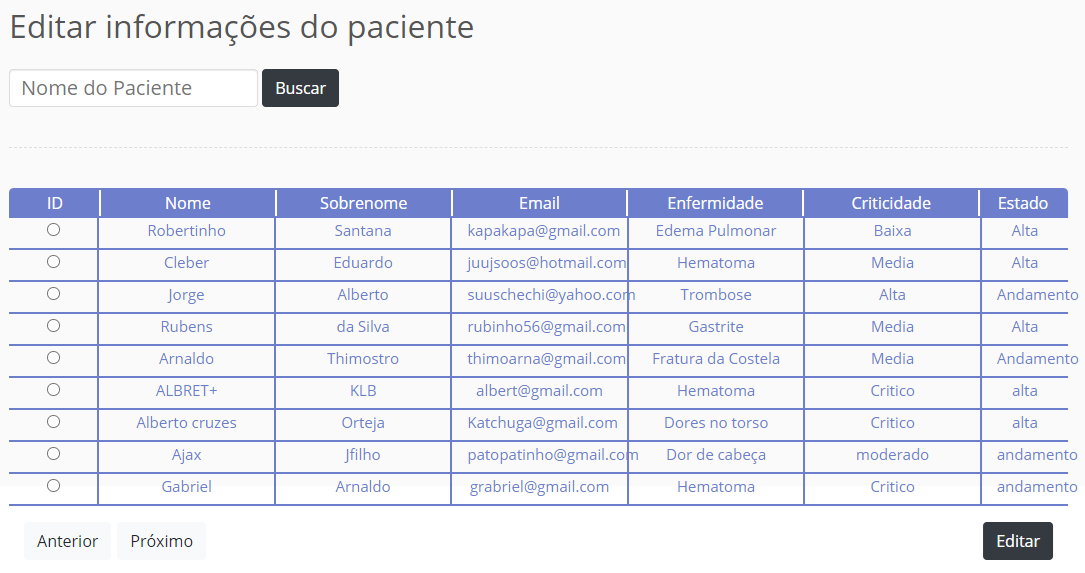 Editar informações do paciente
Nome do Paciente Buscar
ID Nome Sobrenome Email Enfermidade Criticidade Estado
Robertinho Santana kapakapa@gmail.com Edema Pulmonar Baixa Alta
Cleber Eduardo juujsoos@hotmail.com Hematoma Media Alta
Jorge Alberto suuschechi@yahoo.com Trombose Alta Andamento
Rubens da Silva rubinho56@gmail.com Gastrite Media Alta
Arnaldo Thimostro thimoarna@gmail.com Fratura da Costela Media Andamento
ALBRET+ KLB albert@gmail.com Hematoma Critico alta
Alberto cruzes Orteja Katchuga@gmail.com Dores no torso Critico alta
Ajax Jfilho patopatinho@gmail.com Dor de cabeça moderado andamento
Gabriel Arnaldo grabriel@gmail.com Hematoma Critico andamento
Anterior Próximo Editar